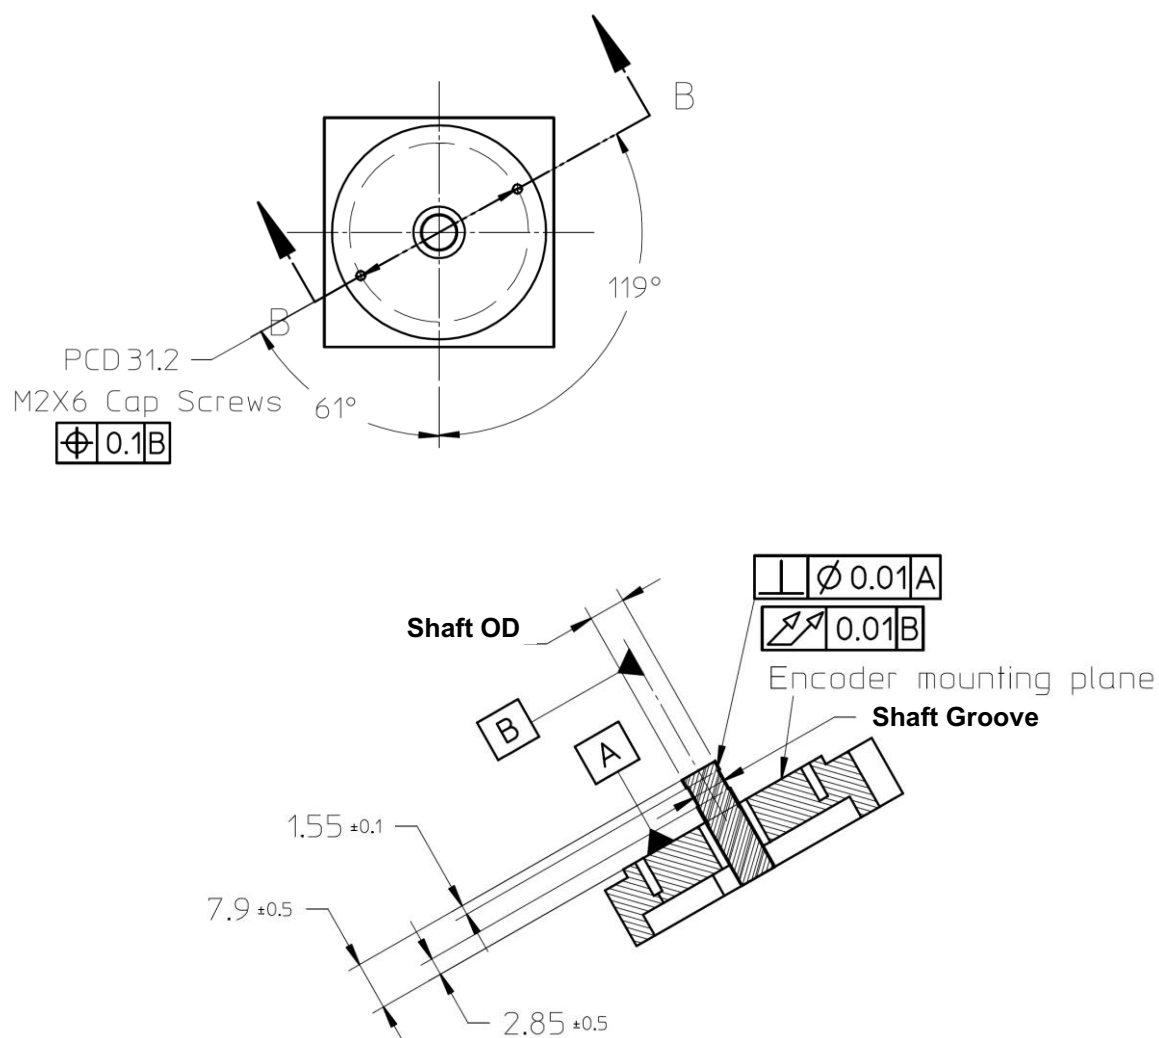 B
119°
B
PCD 31.2
M2X6 Cap Screws
61°
⌖ 0.1 B
⟂ Ø 0.01 A
⌰ 0.01 B
Shaft OD
Encoder mounting plane
Shaft Groove
B
A
1.55 ±0.1
7.9 ±0.5
2.85 ±0.5